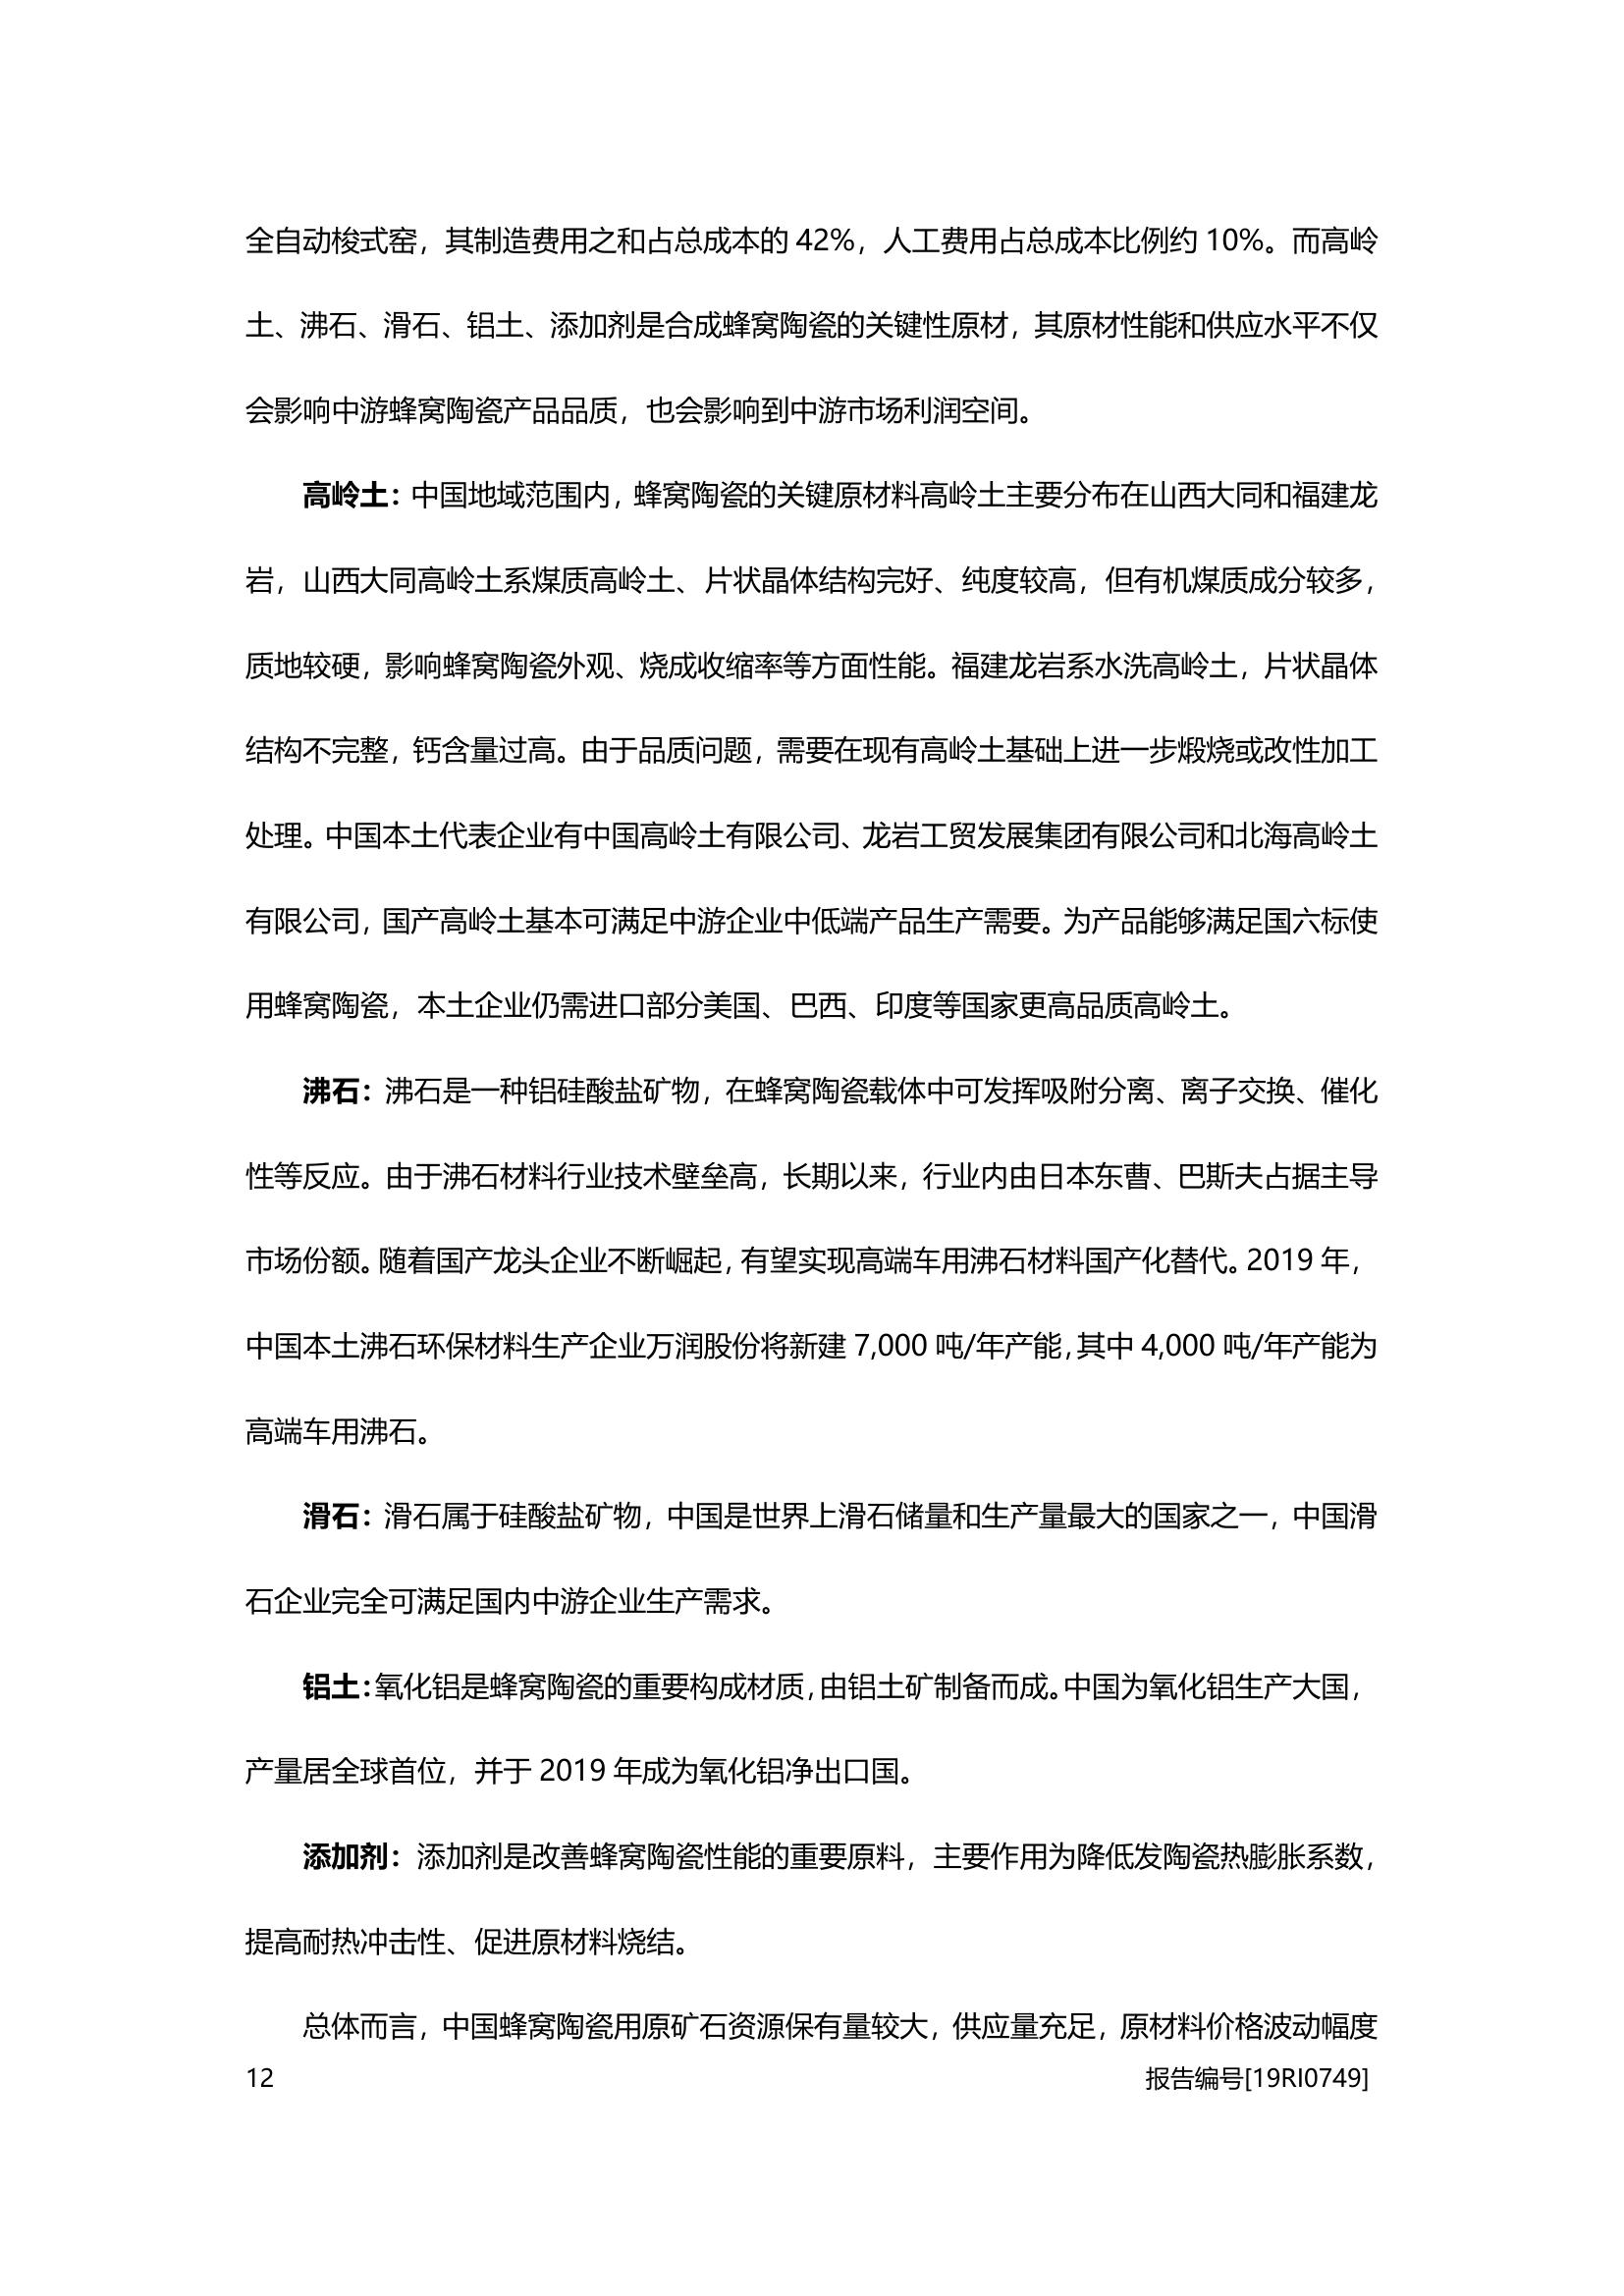 全自动梭式窑，其制造费用之和占总成本的 42%，人工费用占总成本比例约 10%。而高岭
土、沸石、滑石、铝土、添加剂是合成蜂窝陶瓷的关键性原材，其原材性能和供应水平不仅
会影响中游蜂窝陶瓷产品品质，也会影响到中游市场利润空间。
高岭土：中国地域范围内，蜂窝陶瓷的关键原材料高岭土主要分布在山西大同和福建龙
岩，山西大同高岭土系煤质高岭土、片状晶体结构完好、纯度较高，但有机煤质成分较多，
质地较硬，影响蜂窝陶瓷外观、烧成收缩率等方面性能。福建龙岩系水洗高岭土，片状晶体
结构不完整，钙含量过高。由于品质问题，需要在现有高岭土基础上进一步煅烧或改性加工
处理。中国本土代表企业有中国高岭土有限公司、龙岩工贸发展集团有限公司和北海高岭土
有限公司，国产高岭土基本可满足中游企业中低端产品生产需要。为产品能够满足国六标使
用蜂窝陶瓷，本土企业仍需进口部分美国、巴西、印度等国家更高品质高岭土。
沸石：沸石是一种铝硅酸盐矿物，在蜂窝陶瓷载体中可发挥吸附分离、离子交换、催化
性等反应。由于沸石材料行业技术壁垒高，长期以来，行业内由日本东曹、巴斯夫占据主导
市场份额。随着国产龙头企业不断崛起，有望实现高端车用沸石材料国产化替代。2019 年，
中国本土沸石环保材料生产企业万润股份将新建 7,000 吨/年产能，其中 4,000 吨/年产能为
高端车用沸石。
滑石：滑石属于硅酸盐矿物，中国是世界上滑石储量和生产量最大的国家之一，中国滑
石企业完全可满足国内中游企业生产需求。
铝土：氧化铝是蜂窝陶瓷的重要构成材质，由铝土矿制备而成。中国为氧化铝生产大国，
产量居全球首位，并于 2019 年成为氧化铝净出口国。
添加剂：添加剂是改善蜂窝陶瓷性能的重要原料，主要作用为降低发陶瓷热膨胀系数，
提高耐热冲击性、促进原材料烧结。
总体而言，中国蜂窝陶瓷用原矿石资源保有量较大，供应量充足，原材料价格波动幅度
12 报告编号[19RI0749]